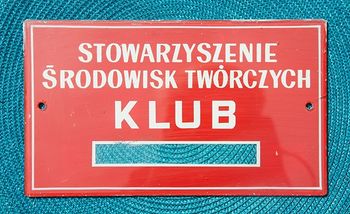 STOWARZYSZENIE
ŚRODOWISK TWÓRCZYCH
KLUB